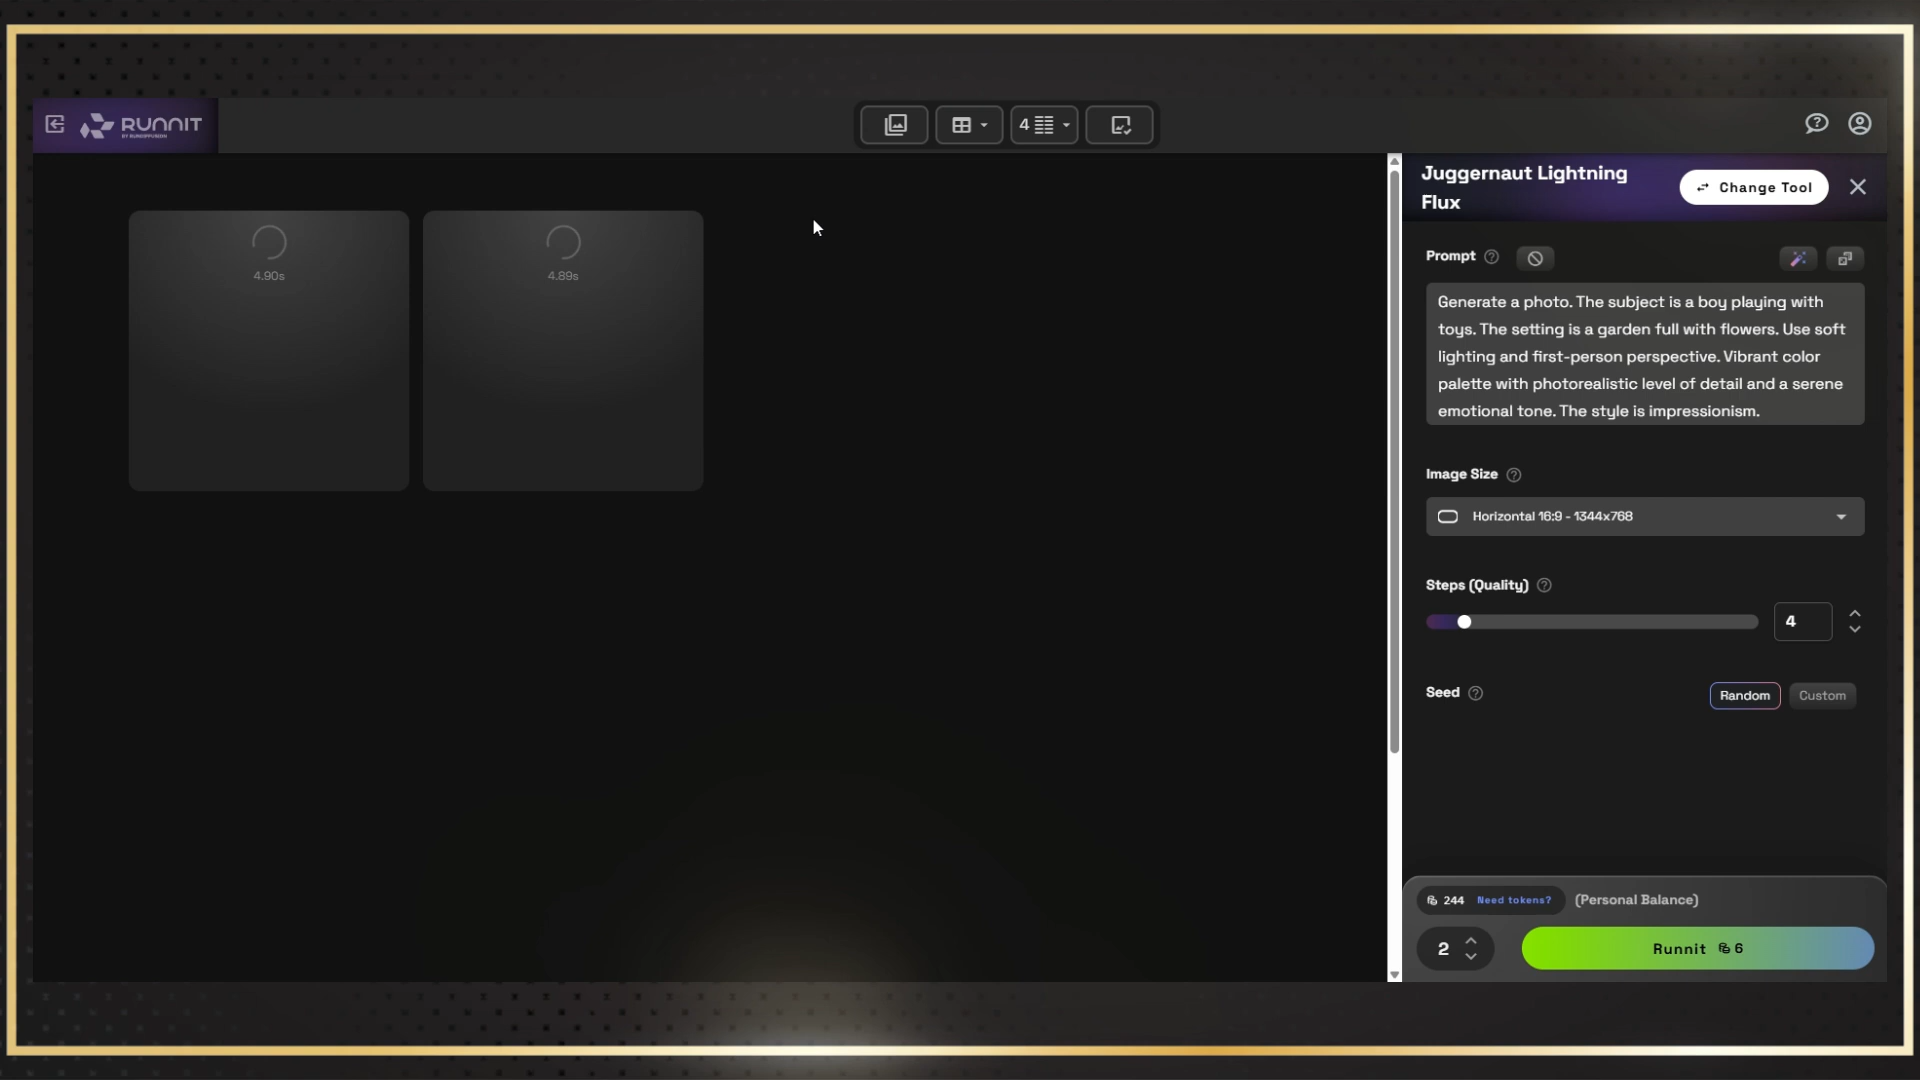 RUNNIT
BY RUNDIFFUSION
4
4.90s
4.89s
Juggernaut Lightning
Flux
Change Tool
Prompt
Generate a photo. The subject is a boy playing with
toys. The setting is a garden full with flowers. Use soft
lighting and first-person perspective. Vibrant color
palette with photorealistic level of detail and a serene
emotional tone. The style is impressionism.
Image Size
Horizontal 16:9 - 1344x768
Steps (Quality)
4
Seed
Random
Custom
244 Need tokens? (Personal Balance)
2
Runnit 6